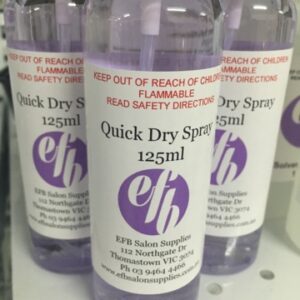 KEEP OUT OF REACH OF CHILDREN
FLAMMABLE
READ SAFETY DIRECTIONS
Quick Dry Spray
125ml
efb
EFB Salon Supplies
112 Northgate Dr
Thomastown VIC 3074
Ph 03 9464 4466
www.efbsalonsupplies.com.au